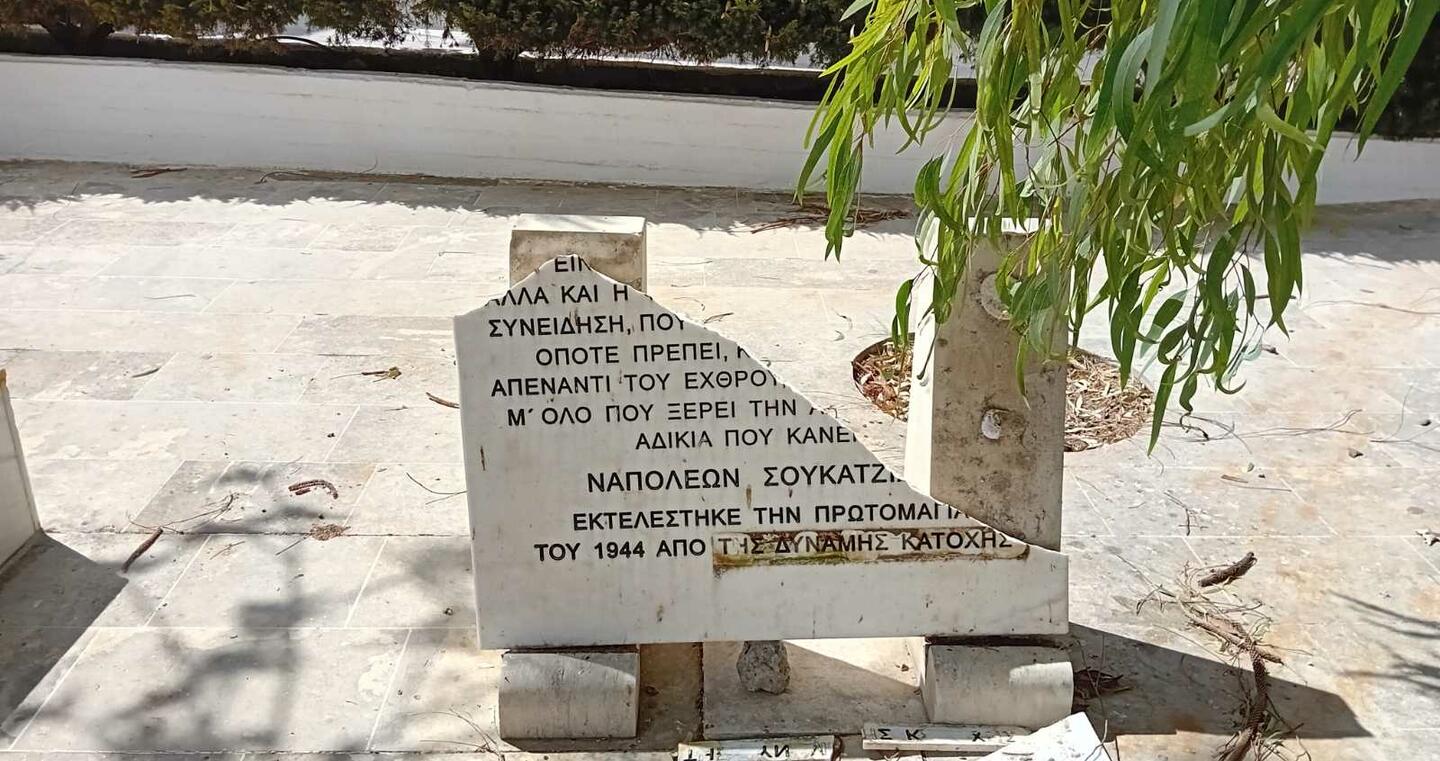 ΕΙΝ
ΑΛΛΑ ΚΑΙ Η
ΣΥΝΕΙΔΗΣΗ, ΠΟΥ
ΟΠΟΤΕ ΠΡΕΠΕΙ, Κ
ΑΠΕΝΑΝΤΙ ΤΟΥ ΕΧΘΡΟΥ
Μ΄ ΟΛΟ ΠΟΥ ΞΕΡΕΙ ΤΗΝ Α
ΑΔΙΚΙΑ ΠΟΥ ΚΑΝΕΙ
ΝΑΠΟΛΕΩΝ ΣΟΥΚΑΤΖΙ
ΕΚΤΕΛΕΣΤΗΚΕ ΤΗΝ ΠΡΩΤΟΜΑΓΙΑ
ΤΟΥ 1944 ΑΠΟ ΤΗΣ ΔΥΝΑΜΗΣ ΚΑΤΟΧΗΣ